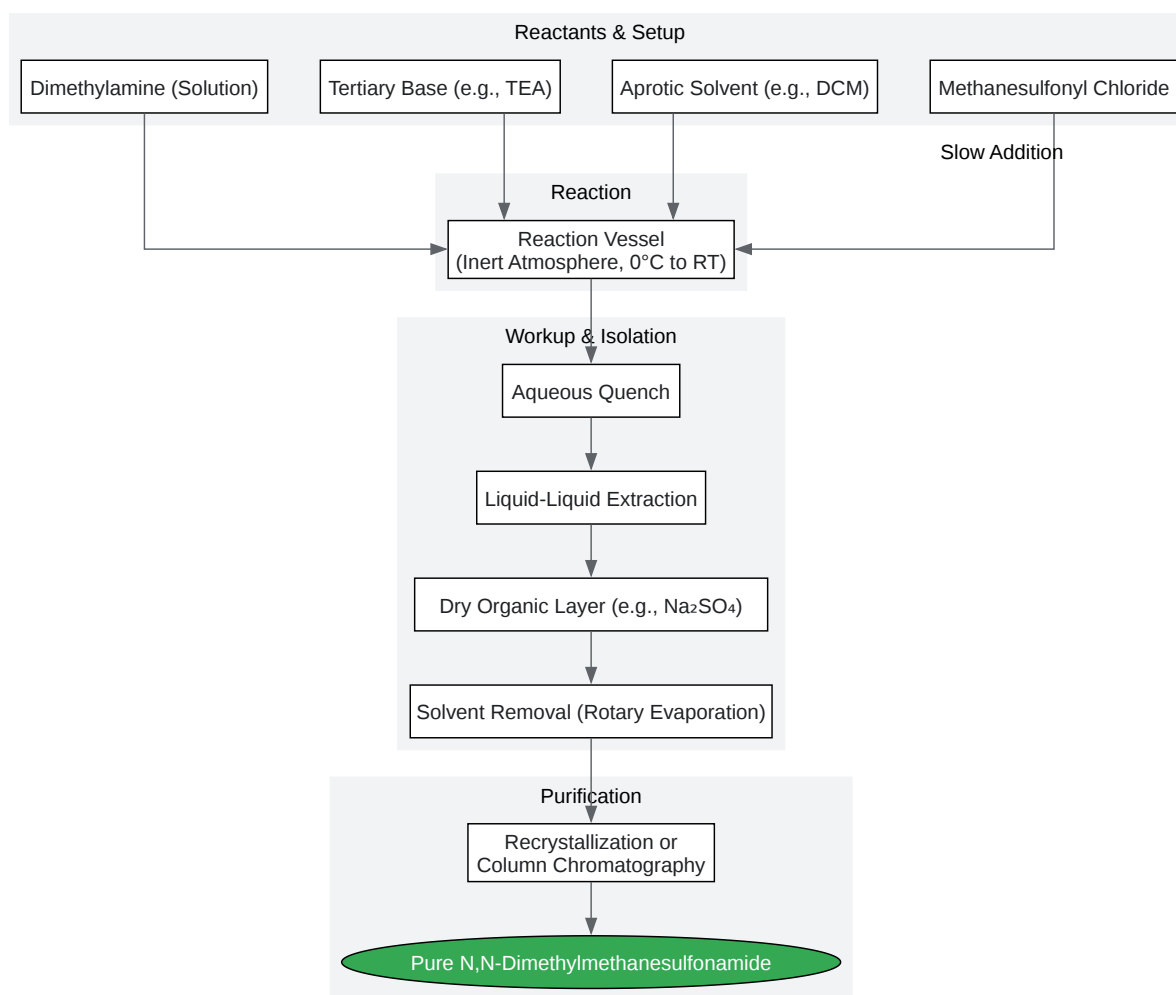 Reactants & Setup
Dimethylamine (Solution)
Tertiary Base (e.g., TEA)
Aprotic Solvent (e.g., DCM)
Methanesulfonyl Chloride
Slow Addition
Reaction
Reaction Vessel
(Inert Atmosphere, 0°C to RT)
Workup & Isolation
Aqueous Quench
Liquid-Liquid Extraction
Dry Organic Layer (e.g., Na₂SO₄)
Solvent Removal (Rotary Evaporation)
Purification
Recrystallization or
Column Chromatography
Pure N,N-Dimethylmethanesulfonamide